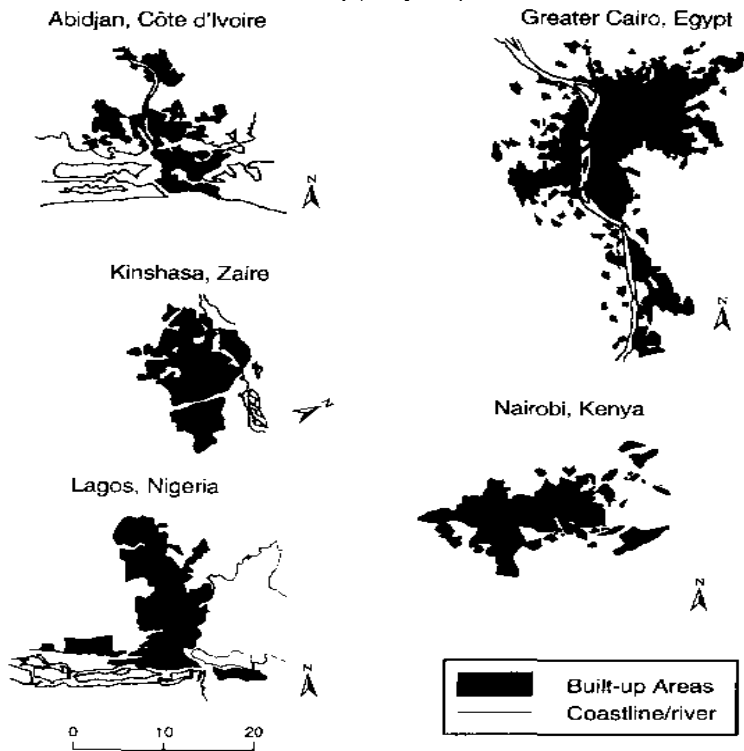 Abidjan, Côte d'Ivoire
Greater Cairo, Egypt
N
Kinshasa, Zaire
N
N
Nairobi, Kenya
Lagos, Nigeria
N
N
Built-up Areas
Coastline/river
0 10 20